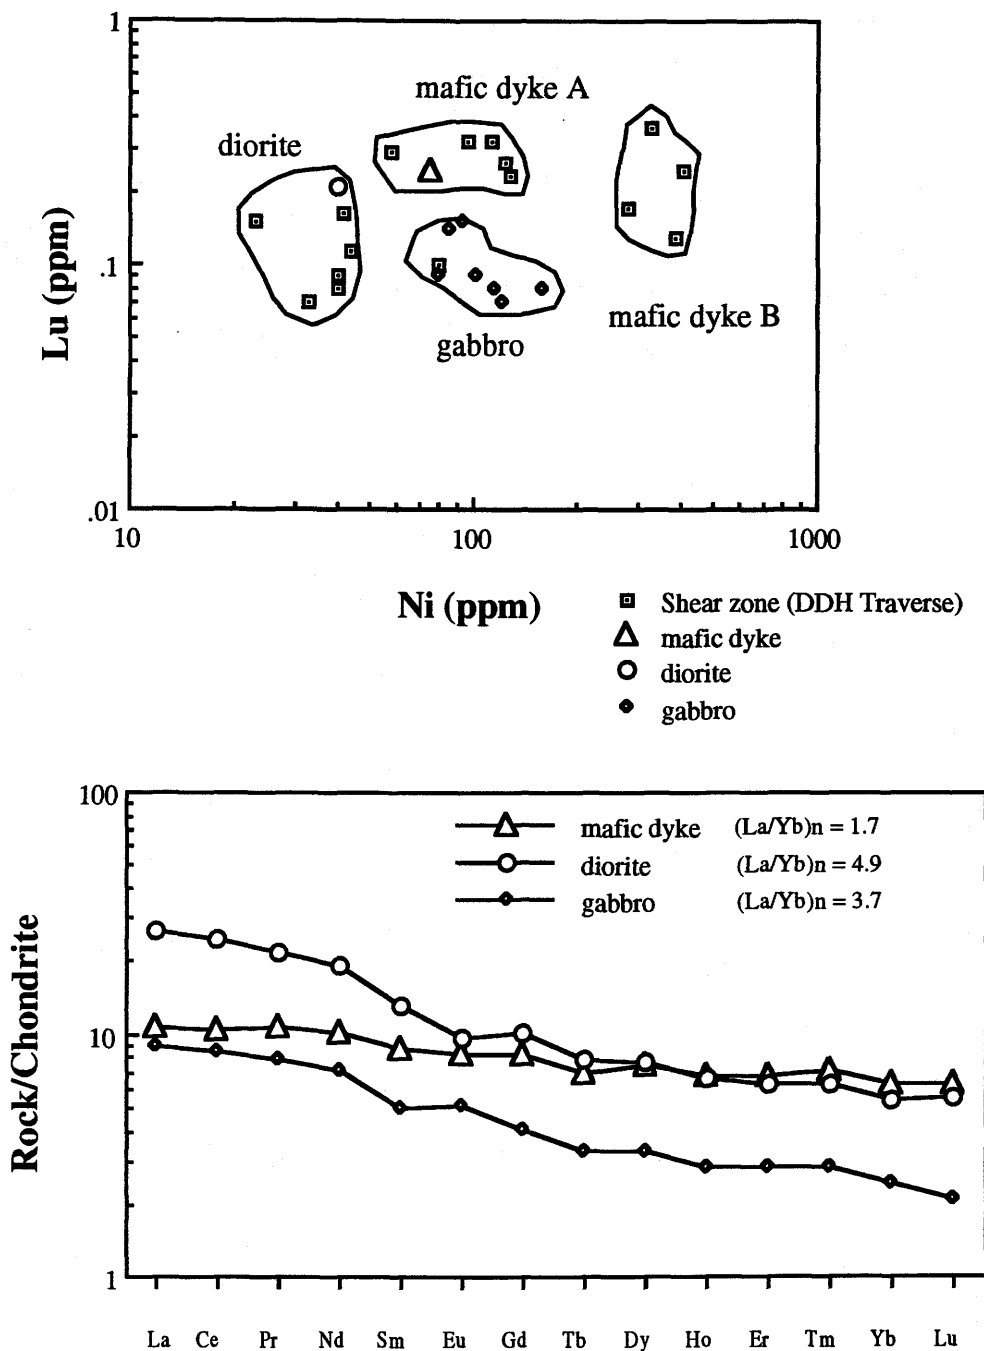 1
mafic dyke A
diorite
Lu (ppm)
.1
mafic dyke B
gabbro
.01
10 100 1000
Ni (ppm)
Shear zone (DDH Traverse)
mafic dyke
diorite
gabbro
100
mafic dyke (La/Yb)n = 1.7
diorite (La/Yb)n = 4.9
gabbro (La/Yb)n = 3.7
Rock/Chondrite
10
1
La Ce Pr Nd Sm Eu Gd Tb Dy Ho Er Tm Yb Lu